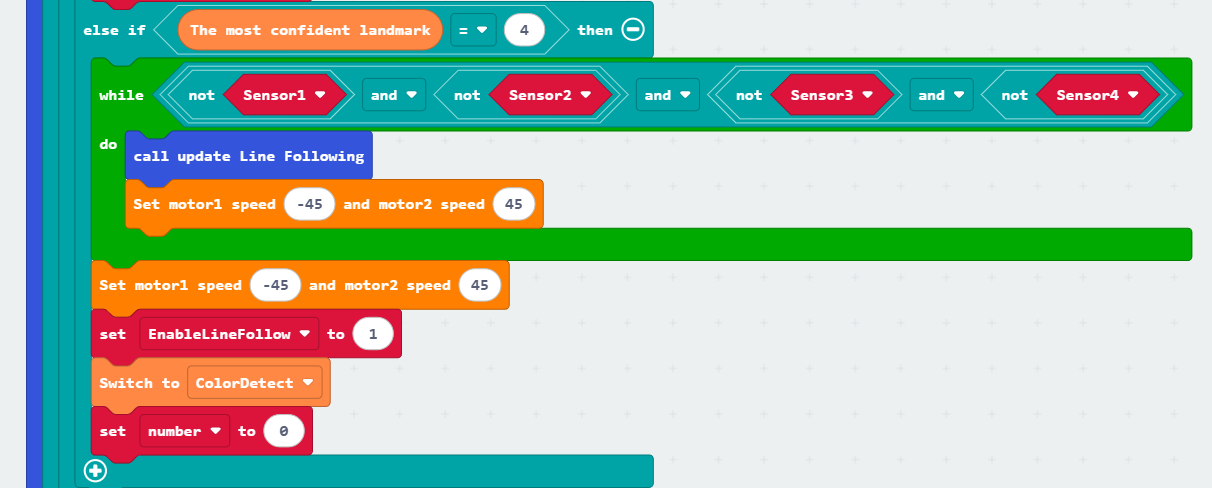 else if The most confident landmark = 4 then
while not Sensor1 and not Sensor2 and not Sensor3 and not Sensor4
do
call update Line Following
Set motor1 speed -45 and motor2 speed 45
Set motor1 speed -45 and motor2 speed 45
set EnableLineFollow to 1
Switch to ColorDetect
set number to 0